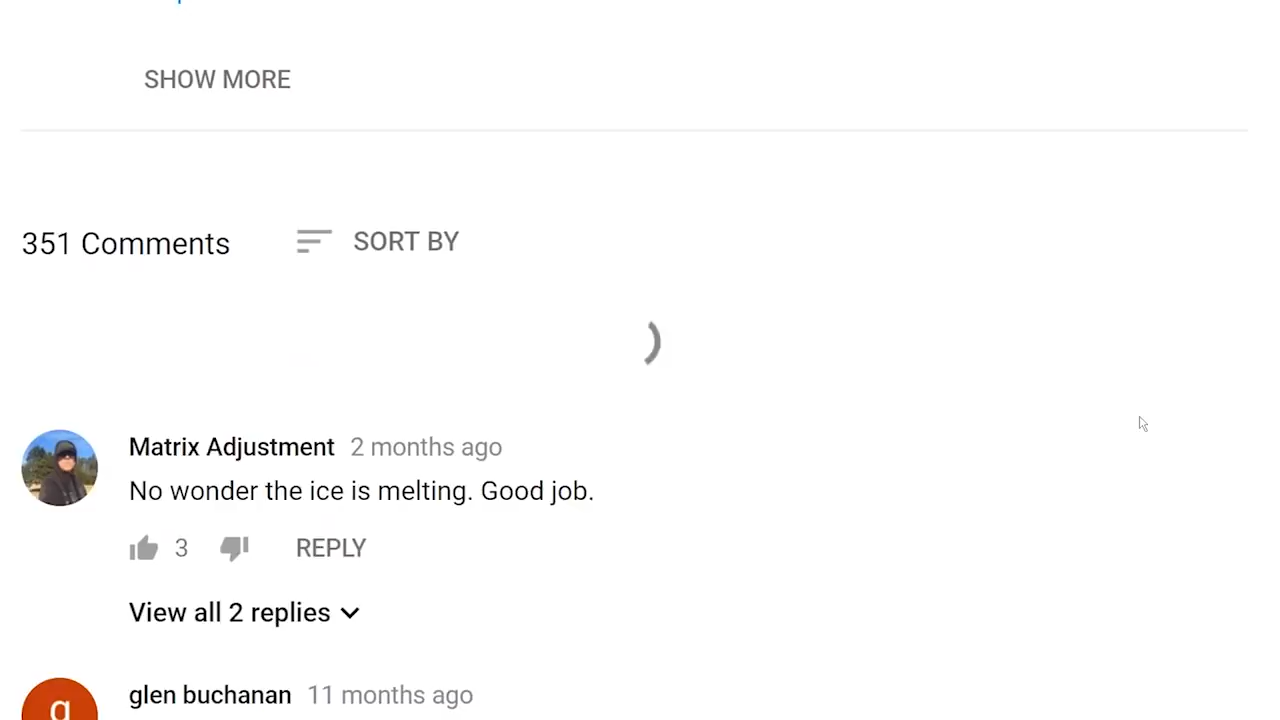 SHOW MORE
351 Comments SORT BY
Matrix Adjustment 2 months ago
No wonder the ice is melting. Good job.
3 REPLY
View all 2 replies
glen buchanan 11 months ago
g